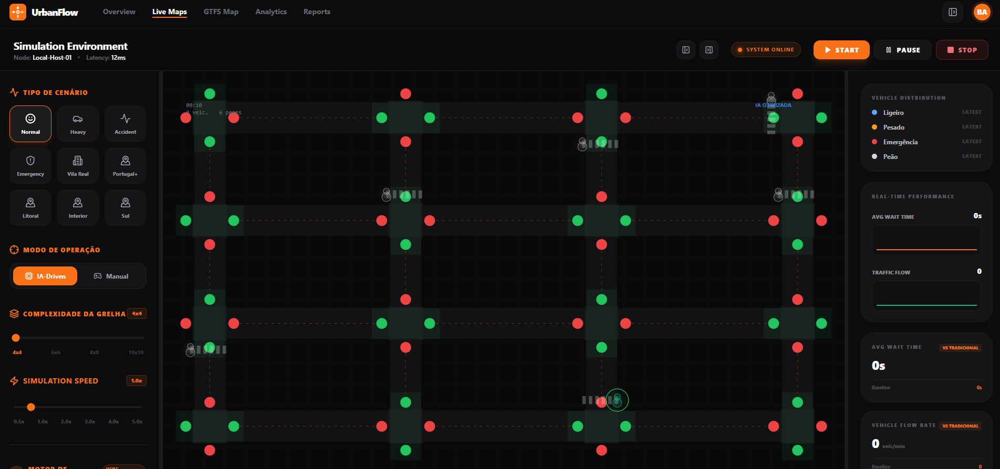 UrbanFlow
Overview
Live Maps
GTFS Map
Analytics
Reports
BA
Simulation Environment
Node: Local-Host-01 • Latency: 12ms
SYSTEM ONLINE
START
PAUSE
STOP
TIPO DE CENÁRIO
Normal
Heavy
Accident
Emergency
Vila Real
Portugal+
Litoral
Interior
Sul
MODO DE OPERAÇÃO
IA-Driven
Manual
COMPLEXIDADE DA GRELHA 4x4
4x4 6x6 8x8 10x10
SIMULATION SPEED 1.0x
0.5x 1.0x 2.0x 3.0x 4.0x 5.0x
MOTOR DE
00:10
0 veic. 6 peoes
IA OTIMIZADA
VEHICLE DISTRIBUTION
Ligeiro LATEST
Pesado LATEST
Emergência LATEST
Peão LATEST
REAL-TIME PERFORMANCE
AVG WAIT TIME 0s
TRAFFIC FLOW 0
AVG WAIT TIME VS TRADICIONAL
0s
Baseline 0s
VEHICLE FLOW RATE VS TRADICIONAL
0 veic/min
Baseline 0